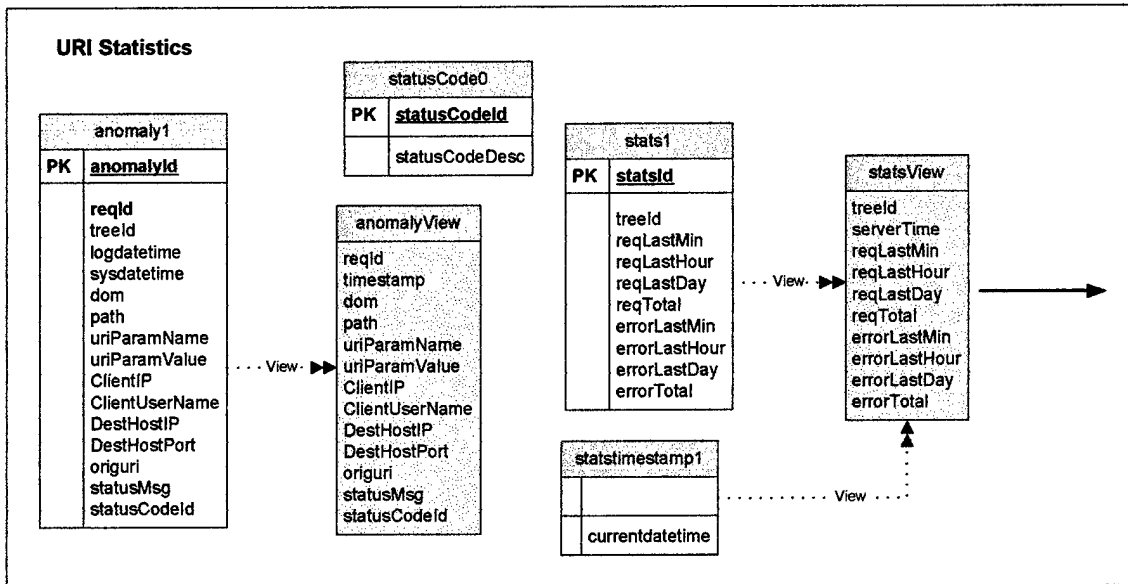 URI Statistics
statusCode0
PK statusCodeId
statusCodeDesc
anomaly1
PK anomalyId
reqId
treeId
logdatetime
sysdatetime
dom
path
uriParamName
uriParamValue
ClientIP
ClientUserName
DestHostIP
DestHostPort
origuri
statusMsg
statusCodeId
View
anomalyView
reqId
timestamp
dom
path
uriParamName
uriParamValue
ClientIP
ClientUserName
DestHostIP
DestHostPort
origuri
statusMsg
statusCodeId
stats1
PK statsId
treeId
reqLastMin
reqLastHour
reqLastDay
reqTotal
errorLastMin
errorLastHour
errorLastDay
errorTotal
View
statsView
treeId
serverTime
reqLastMin
reqLastHour
reqLastDay
reqTotal
errorLastMin
errorLastHour
errorLastDay
errorTotal
statstimestamp1
currentdatetime
View